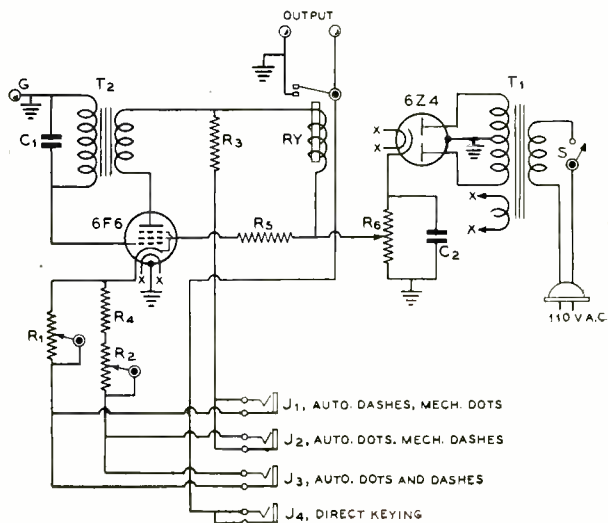 OUTPUT
G
T2
C1
R3
RY
6Z4
T1
S
X
X
X
X
6F6
R5
R6
C2
X X
110 V A.C.
R1
R4
R2
J1, AUTO. DASHES, MECH. DOTS
J2, AUTO. DOTS. MECH. DASHES
J3, AUTO. DOTS AND DASHES
J4, DIRECT KEYING